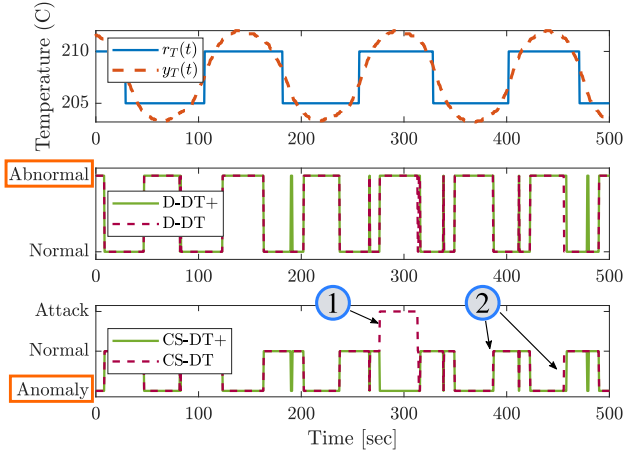 Temperature (C)
210
205
r_T(t)
y_T(t)
0 100 200 300 400 500
Abnormal
Normal
D-DT+
D-DT
0 100 200 300 400 500
1
2
Attack
Normal
Anomaly
CS-DT+
CS-DT
0 100 200 300 400 500
Time [sec]